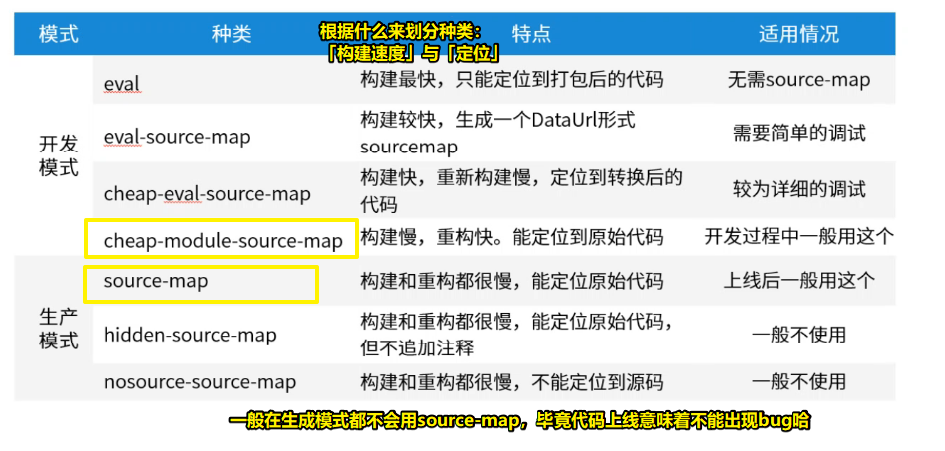 模式 种类 特点 适用情况
根据什么来划分种类：
「构建速度」与「定位」
开发
模式
eval 构建最快，只能定位到打包后的代码 无需source-map
eval-source-map 构建较快，生成一个DataUrl形式
sourcemap 需要简单的调试
cheap-eval-source-map 构建快，重新构建慢，定位到转换后的
代码 较为详细的调试
cheap-module-source-map 构建慢，重构快。能定位到原始代码 开发过程中一般用这个
生产
模式
source-map 构建和重构都很慢，能定位原始代码 上线后一般用这个
hidden-source-map 构建和重构都很慢，能定位原始代码，
但不追加注释 一般不使用
nosource-source-map 构建和重构都很慢，不能定位到源码 一般不使用
一般在生成模式都不会用source-map，毕竟代码上线意味着不能出现bug哈